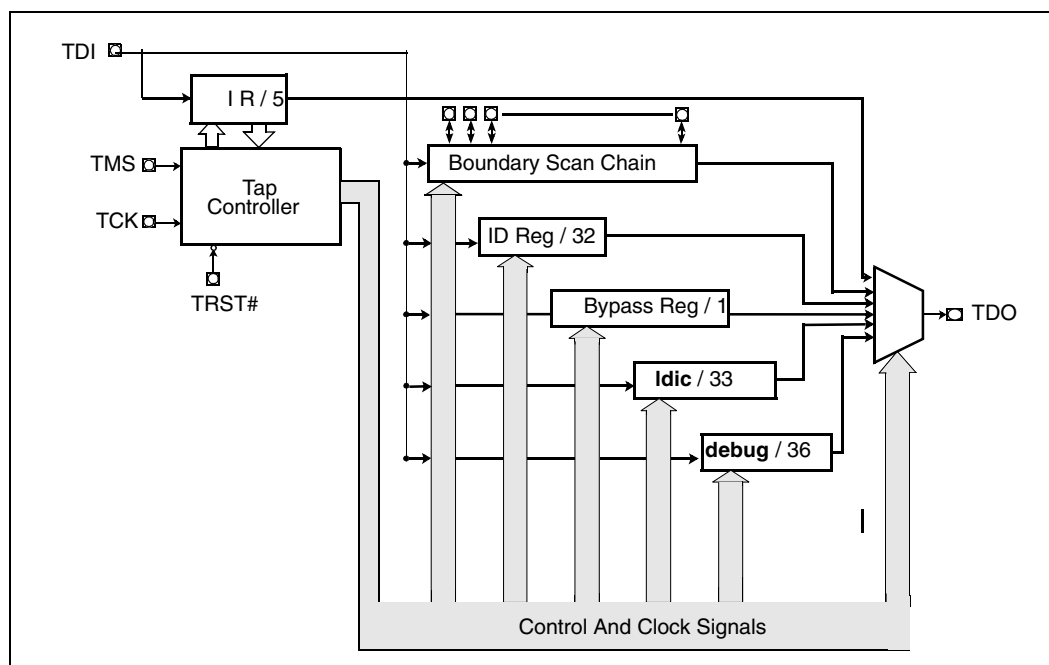 TDI
I R / 5
TMS
Tap
Controller
TCK
TRST#
Boundary Scan Chain
ID Reg / 32
Bypass Reg / 1
ldic / 33
debug / 36
TDO
Control And Clock Signals